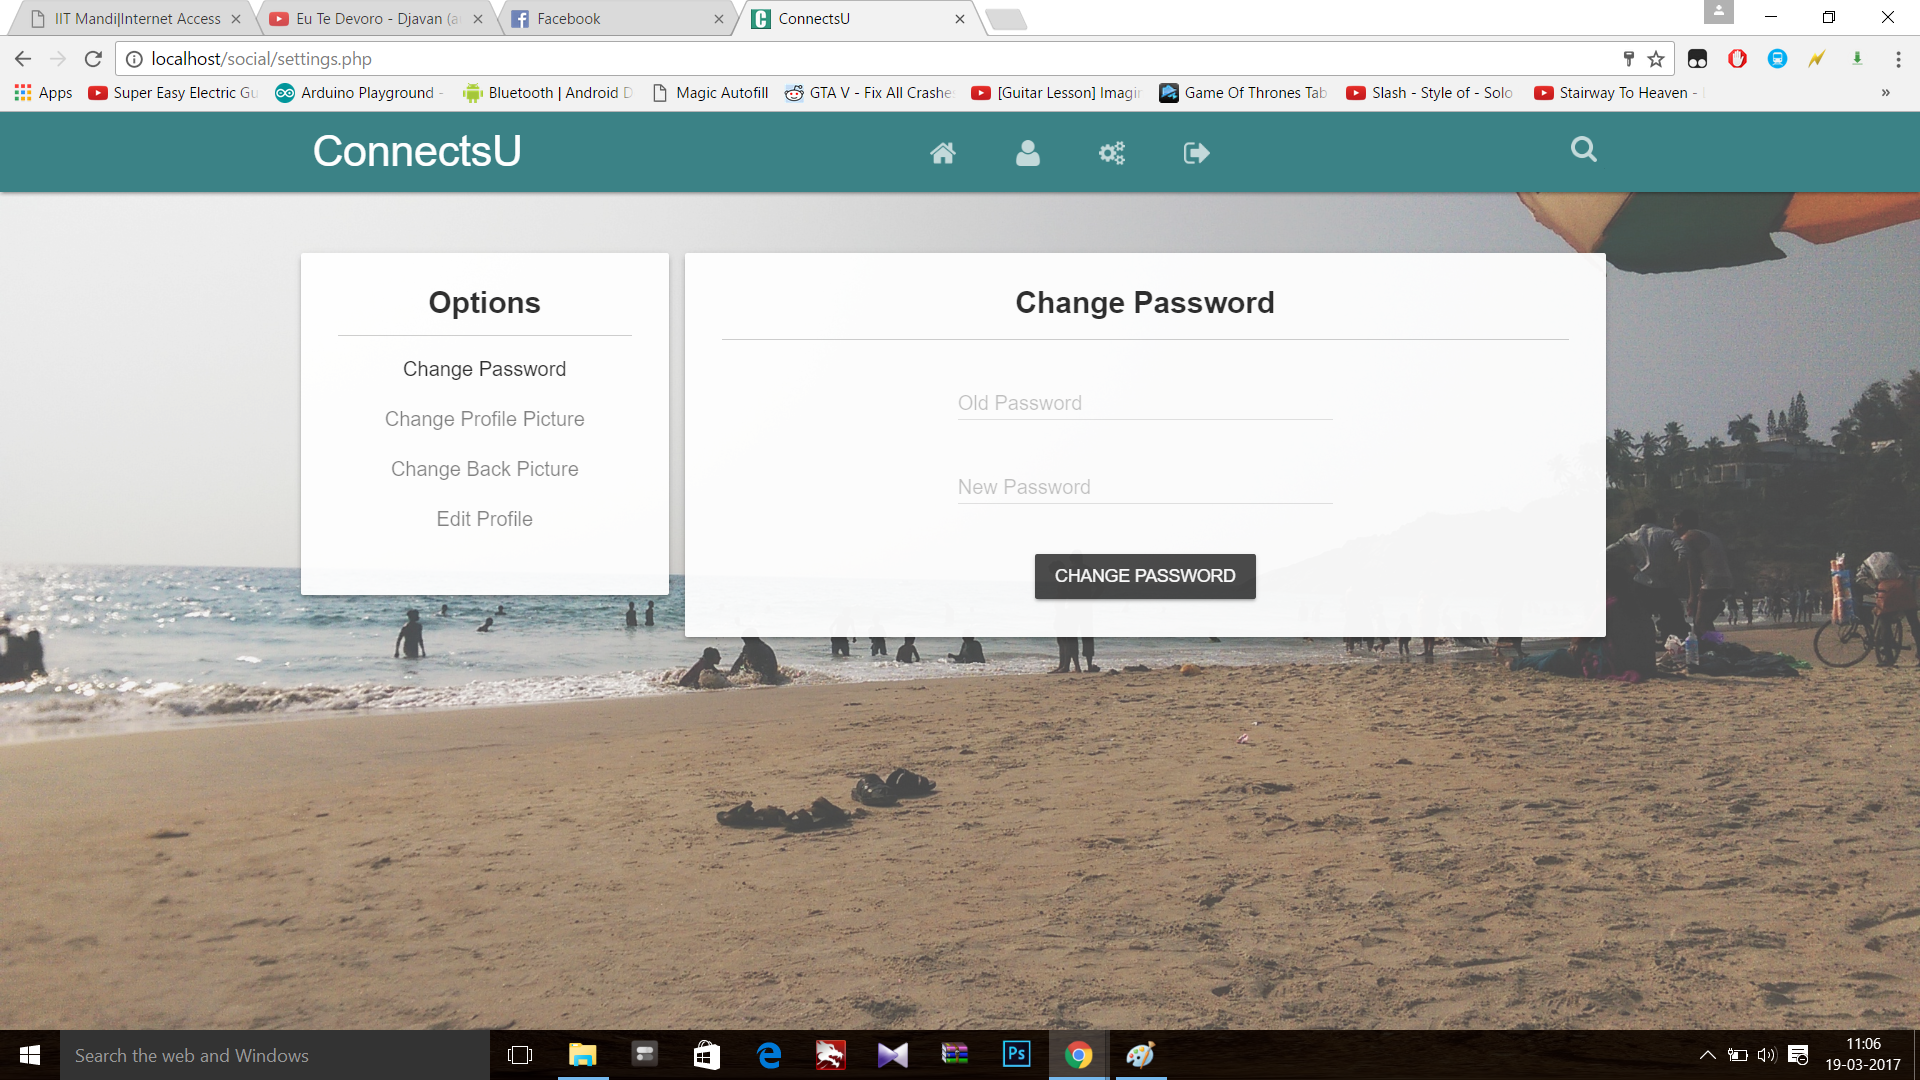 IIT Mandi|Internet Access
Eu Te Devoro - Djavan (a
Facebook
ConnectsU
localhost/social/settings.php
Apps
Super Easy Electric Gu
Arduino Playground -
Bluetooth | Android D
Magic Autofill
GTA V - Fix All Crashe
[Guitar Lesson] Imagin
Game Of Thrones Tab
Slash - Style of - Solo
Stairway To Heaven -
»
ConnectsU
Options
Change Password
Change Profile Picture
Change Back Picture
Edit Profile
Change Password
Old Password
New Password
CHANGE PASSWORD
Search the web and Windows
Ps
11:06
19-03-2017